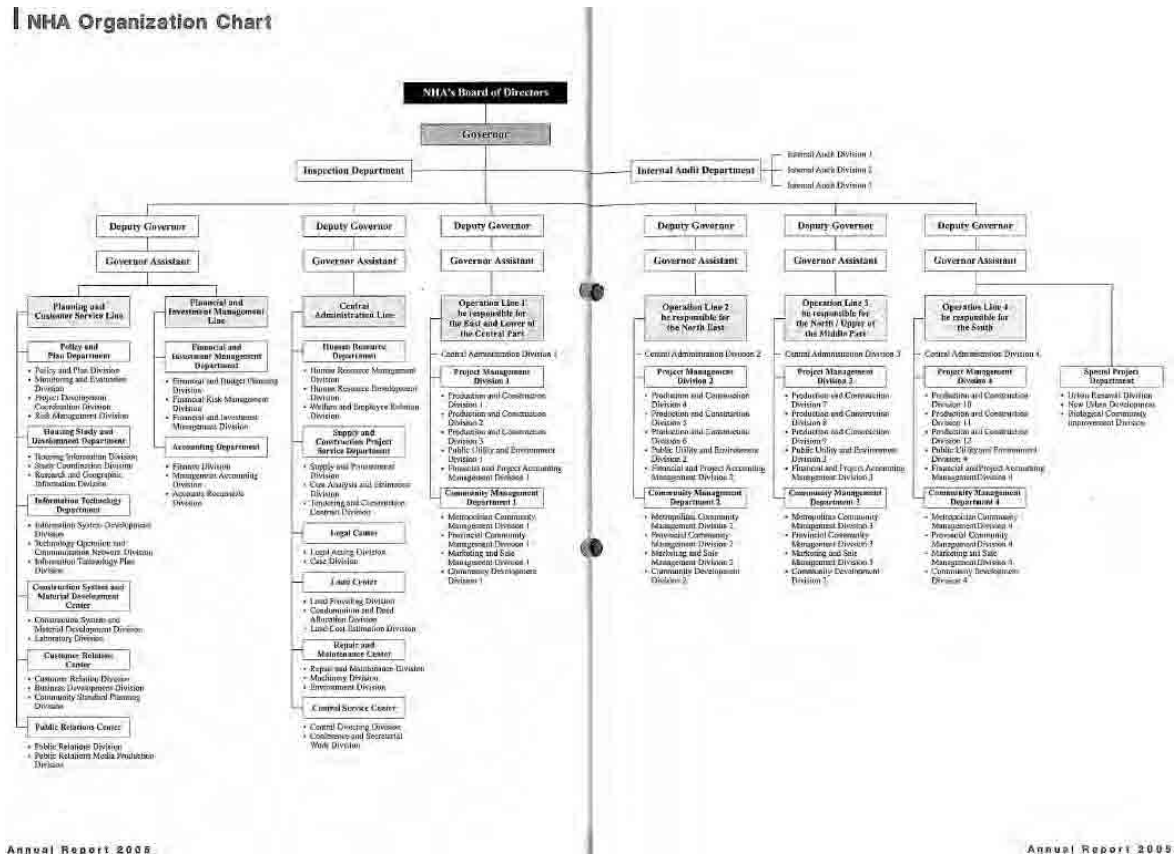 NHA Organization Chart
NHA's Board of Directors
Governor
Inspection Department
Internal Audit Department
Internal Audit Division 1
Internal Audit Division 2
Internal Audit Division
Deputy Governor
Governor Assistant
Planning and
Customer Service Line
Policy and
Plan Department
• Policy and Plan Division
• Monitoring and Evaluation
Division
• Project Development
Coordination Division
• Risk Management Division
Housing Study and
Department
• Housing Information Division
• Study Coordination Division
• Research and Geographic
Information Division
Information Technology
Department
• Information System Development
Division
• Technology Operation and
Communication Network Division
• Information Technology Plan
Division
Construction System and
Material Development
Center
• Construction System and
Material Development Division
• Laboratory Division
Customer Relation
Center
• Customer Relation Division
• Business Development Division
• Community Standard Planning
Division
Public Relations Center
• Public Relations Division
• Public Relations Media Production
Division
Financial and
Investment Management
Line
Financial and
Investment Management
Department
• Financial and Budget Planning
Division
• Financial Risk Management
Division
• Financial and Investment
Management Division
Accounting Department
• Finance Division
• Management Accounting
Division
• Accounts
Division
Deputy Governor
Governor Assistant
Central
Administration Line
Human Resource
Department
• Human Resource Management
Division
• Human Resource Development
Division
• Welfare and Employee Relation
Division
Supply and
Construction Project
Service Department
• Supply and Procurement
Division
• Cost Analysis and Estimation
Division
• Tendering and Construction
Contract Division
Legal Center
• Legal Acting Division
• Case Division
Land Center
• Land Providing Division
• and Deed
Allocation Division
• Land Cost Estimation Division
Repair and
Maintenance Center
• Repair and Maintenance Division
• Machinery Division
• Environment Division
Central Service Center
• Central Directing Division
• Conference and Secretarial
Work Division
Deputy Governor
Governor Assistant
Operation Line 1
be responsible for
the East and Lower of
the Central Part
Central Administration Division 1
Project Management
Division 1
• Production and Construction
Division 1
• Production and Construction
Division 2
• Production and Construction
Division 3
• Public Utility and Environment
Division 1
• Financial and Project Accounting
Management Division 1
Community Management
Department 1
• Metropolitan Community
Management Division 1
• Provincial Community
Management Division 1
• Marketing and Sale
Management Division 1
• Community Development
Division 1
Deputy Governor
Governor Assistant
Operation Line 2
be responsible for
the North East
Central Administration Division 2
Project Management
Division 2
• Production and Construction
Division 4
• Production and Construction
Division 5
• Production and Construction
Division 6
• Public Utility and Environment
Division 2
• Financial and Project Accounting
Management Division 2
Community Management
Department 2
• Metropolitan Community
Management Division 2
• Provincial Community
Management Division 2
• Marketing and Sale
Management Division 2
• Community Development
Division 2
Deputy Governor
Governor Assistant
Operation Line 3
be responsible for
the North / Upper of the
Middle Part
Central Administration Division 3
Project Management
Division 3
• Production and Construction
Division 7
• Production and Construction
Division 8
• Production and Construction
Division 9
• Public Utility and Environment
Division 3
• Financial and Project Accounting
Management Division 3
Community Management
Department 3
• Metropolitan Community
Management Division 3
• Provincial Community
Management Division 3
• Marketing and Sale
Management Division 3
• Community Development
Division 3
Deputy Governor
Governor Assistant
Operation Line 4
be responsible for
the South
Central Administration Division 4
Project Management
Division 4
• Production and Construction
Division 10
• Production and Construction
Division 11
• Production and Construction
Division 12
• Public Utility and Environment
Division 4
• Financial and Project Accounting
Management Division 4
Community Management
Department 4
• Metropolitan Community
Management Division 4
• Provincial Community
Management Division 4
• Marketing and Sale
Management Division 4
• Community Development
Division 4
Special Project
Department
• Urban Renewal Division
• New Urban Development
• Community
Improvement Division
Annual Report 2005
Annual Report 2005